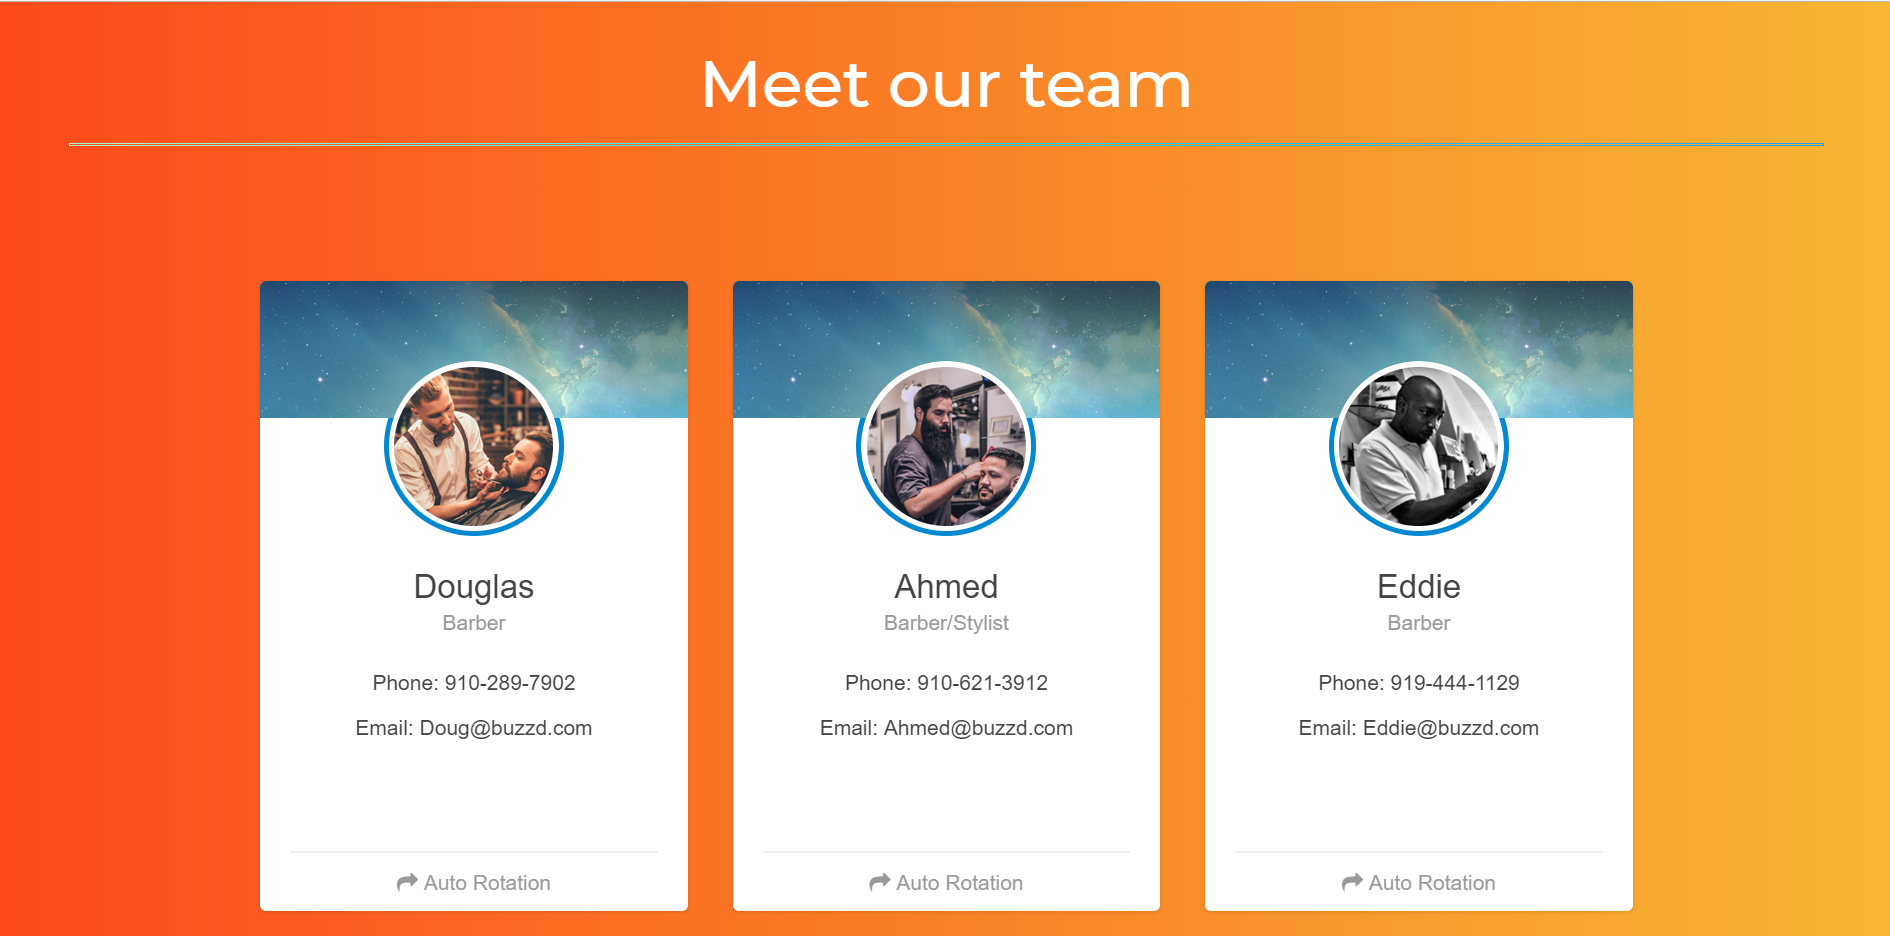 Meet our team
Douglas
Barber
Phone: 910-289-7902
Email: Doug@buzzd.com
Auto Rotation
Ahmed
Barber/Stylist
Phone: 910-621-3912
Email: Ahmed@buzzd.com
Auto Rotation
Eddie
Barber
Phone: 919-444-1129
Email: Eddie@buzzd.com
Auto Rotation